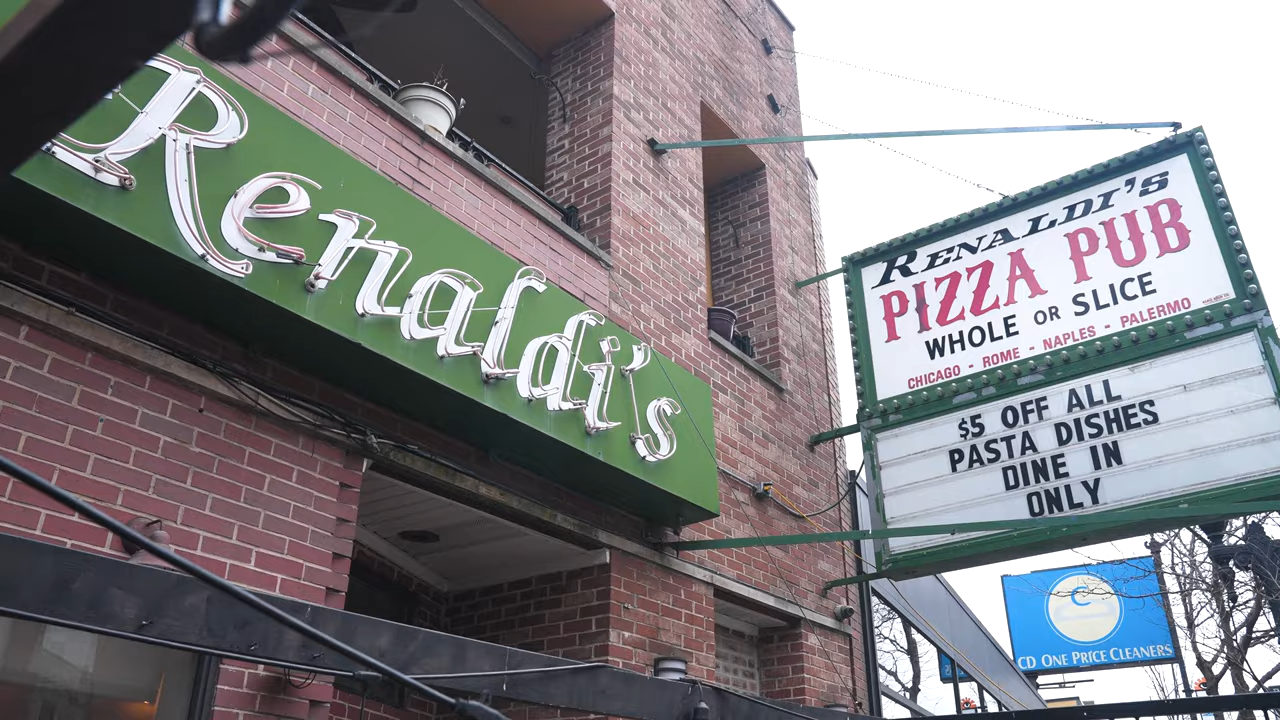 Renaldi's
RENALDI'S
PIZZA PUB
WHOLE OR SLICE
CHICAGO - ROME - NAPLES - PALERMO
$5 OFF ALL
PASTA DISHES
DINE IN
ONLY
C
CD ONE PRICE CLEANERS